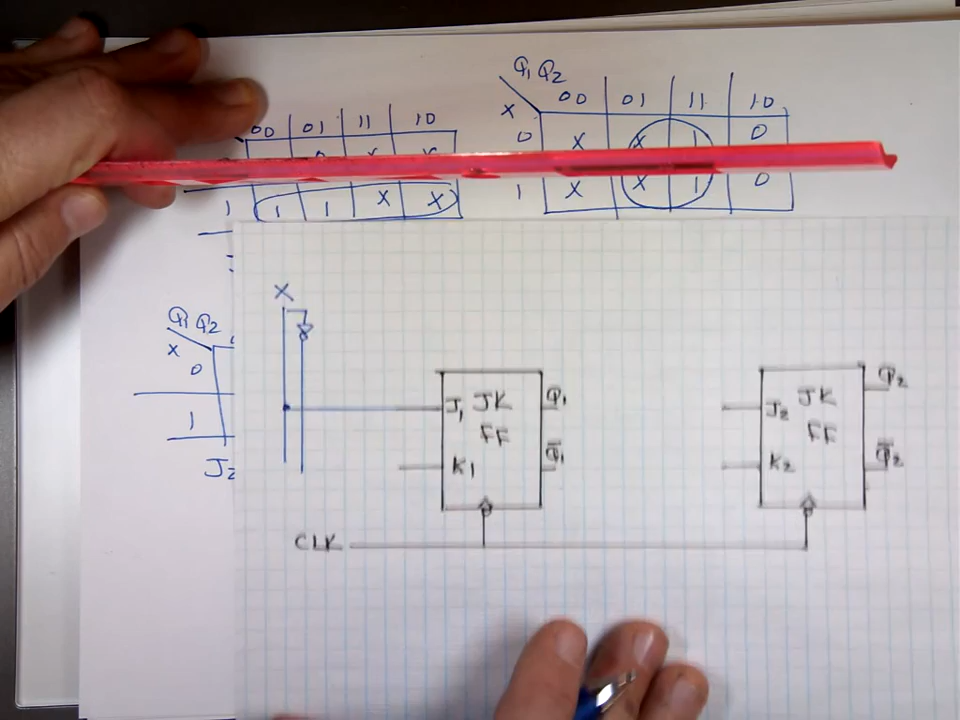 Q1 Q2
X
00 01 11 10
00 01 11 10
0 X X 1 0
1 1 1 X X
1 X X 1 0
X
Q1 Q2
X
0
1
J2
J1 JK Q1
FF
K1 Q̅1
J2 JK Q2
FF
K2 Q̅2
CLK